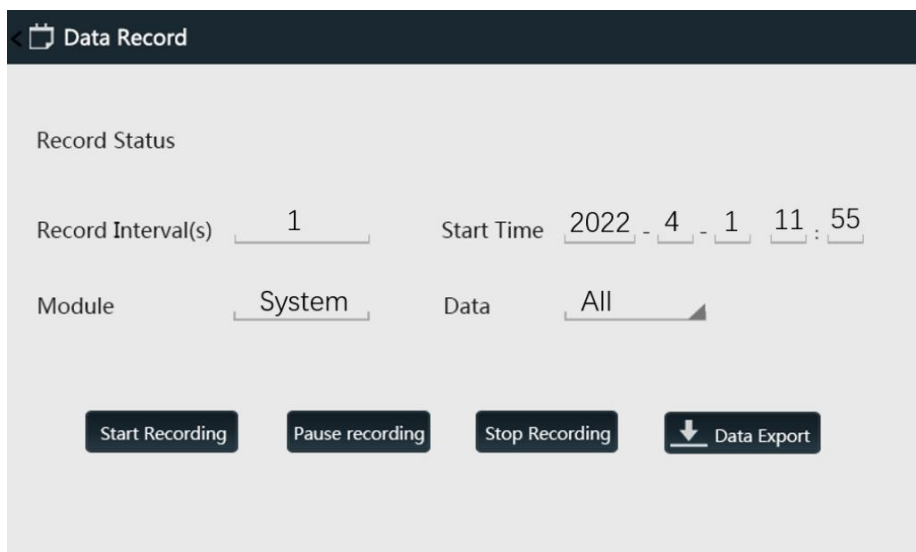 Data Record
Record Status
Record Interval(s) 1 Start Time 2022 - 4 - 1 11 : 55
Module System Data All
Start Recording Pause recording Stop Recording Data Export